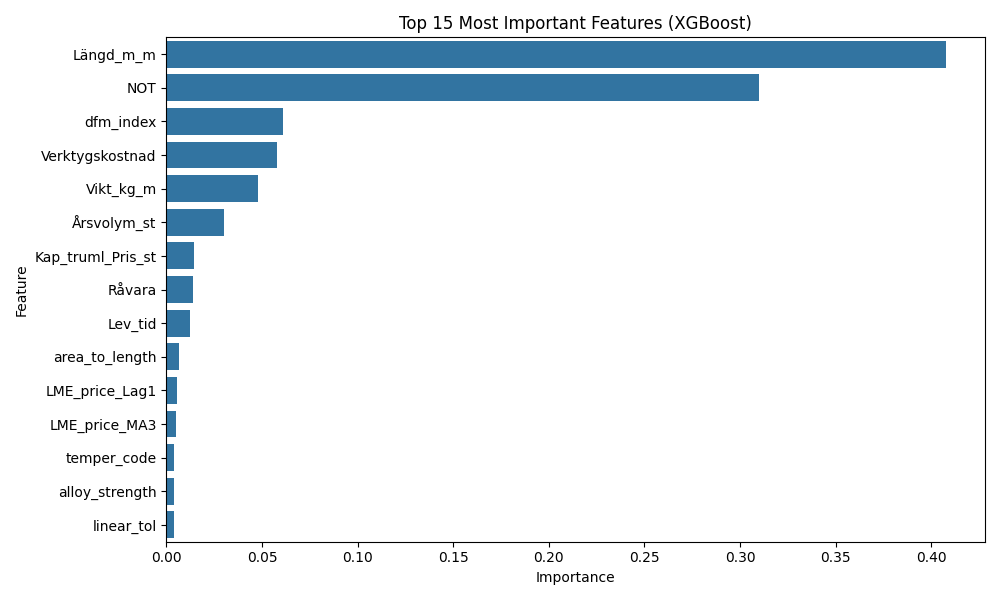 Top 15 Most Important Features (XGBoost)
Längd_m_m
NOT
dfm_index
Verktygskostnad
Vikt_kg_m
Årsvolym_st
Kap_truml_Pris_st
Råvara
Lev_tid
area_to_length
LME_price_Lag1
LME_price_MA3
temper_code
alloy_strength
linear_tol
Feature
0.00 0.05 0.10 0.15 0.20 0.25 0.30 0.35 0.40
Importance